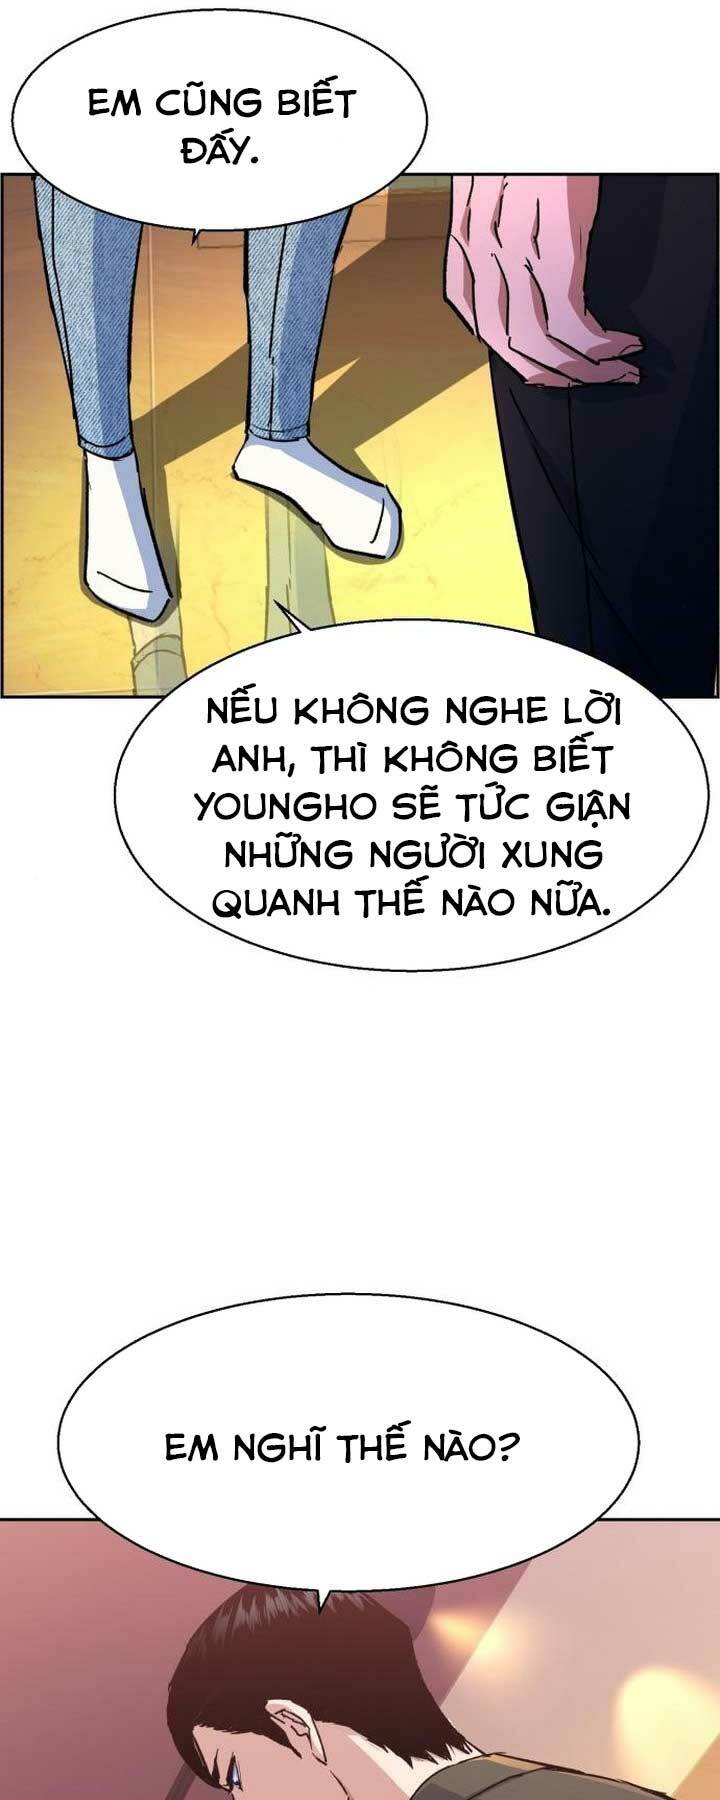 EM CŨNG BIẾT
ĐẤY.
NẾU KHÔNG NGHE LỜI
ANH, THÌ KHÔNG BIẾT
YOUNGHO SẼ TỨC GIẬN
NHỮNG NGƯỜI XUNG
QUANH THẾ NÀO NỮA.
EM NGHĨ THẾ NÀO?